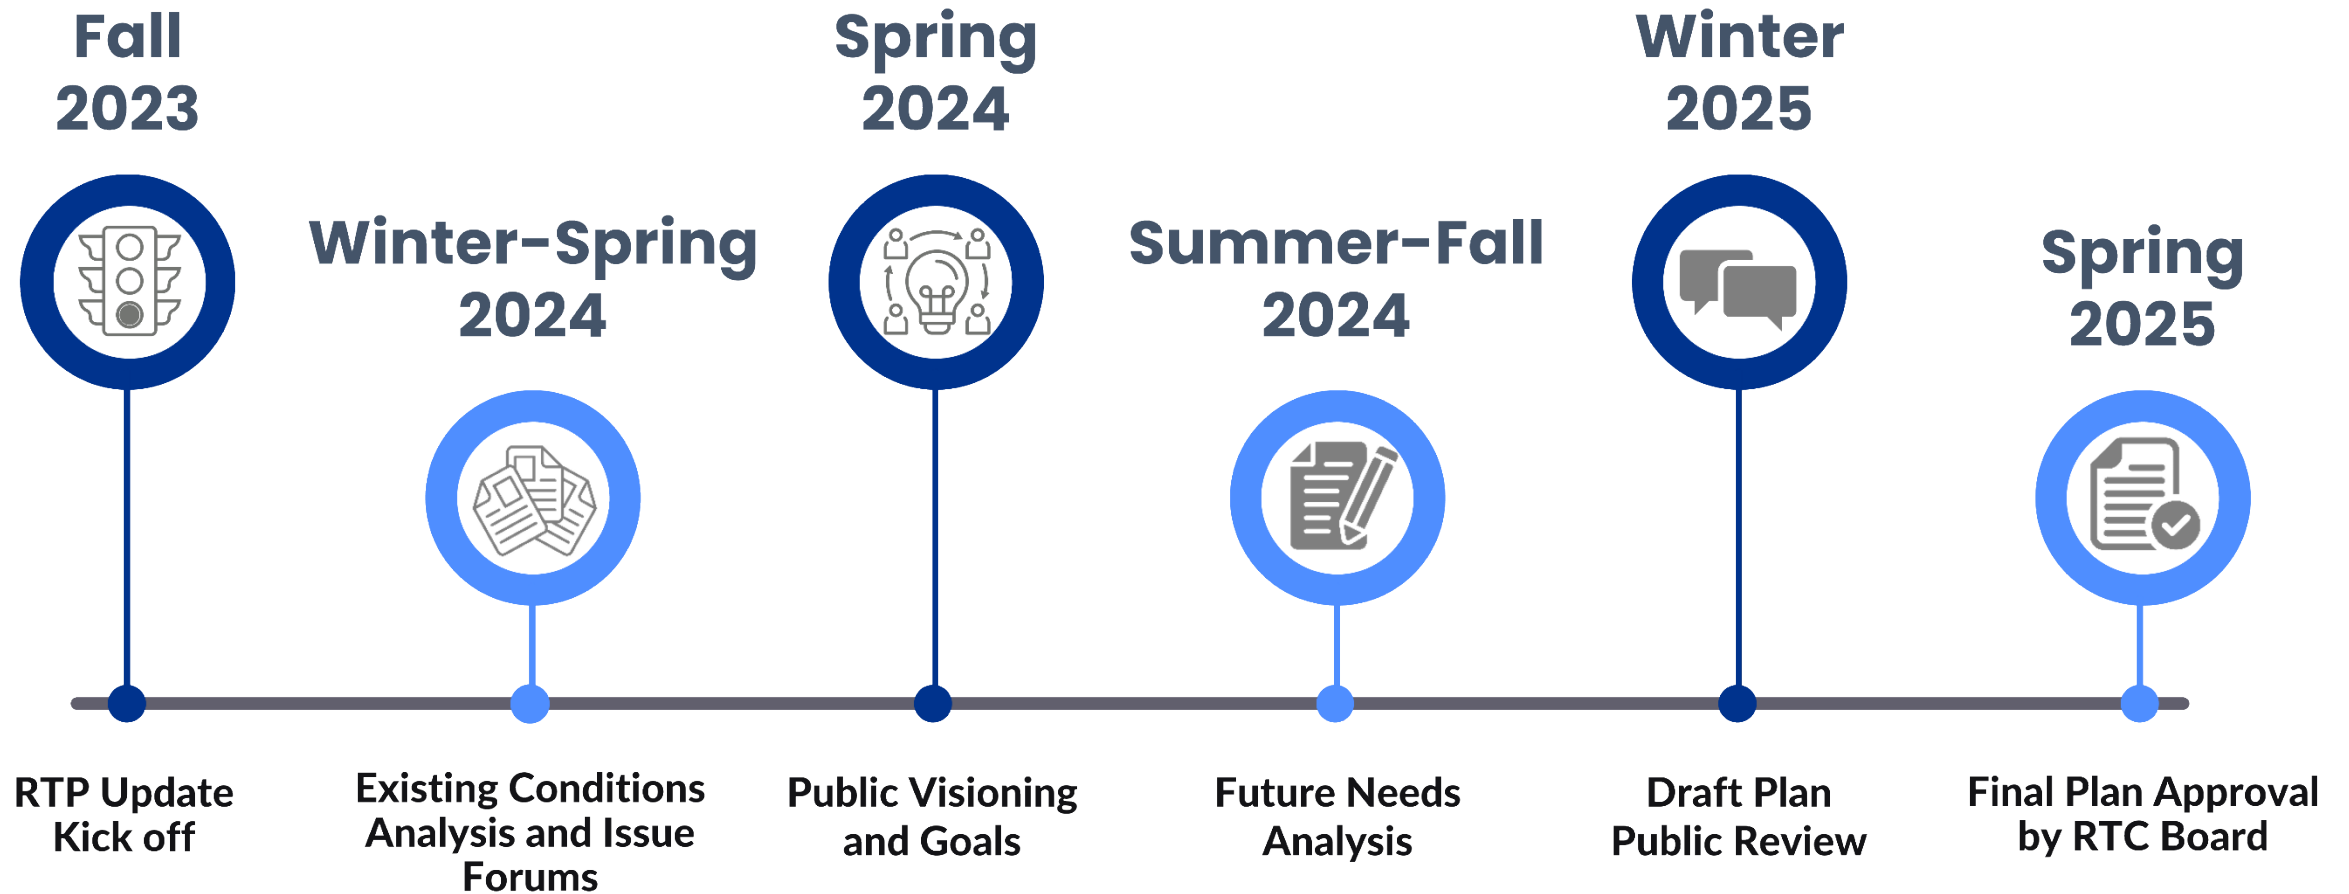 Fall
2023
RTP Update
Kick off
Winter-Spring
2024
Existing Conditions
Analysis and Issue
Forums
Spring
2024
Public Visioning
and Goals
Summer-Fall
2024
Future Needs
Analysis
Winter
2025
Draft Plan
Public Review
Spring
2025
Final Plan Approval
by RTC Board